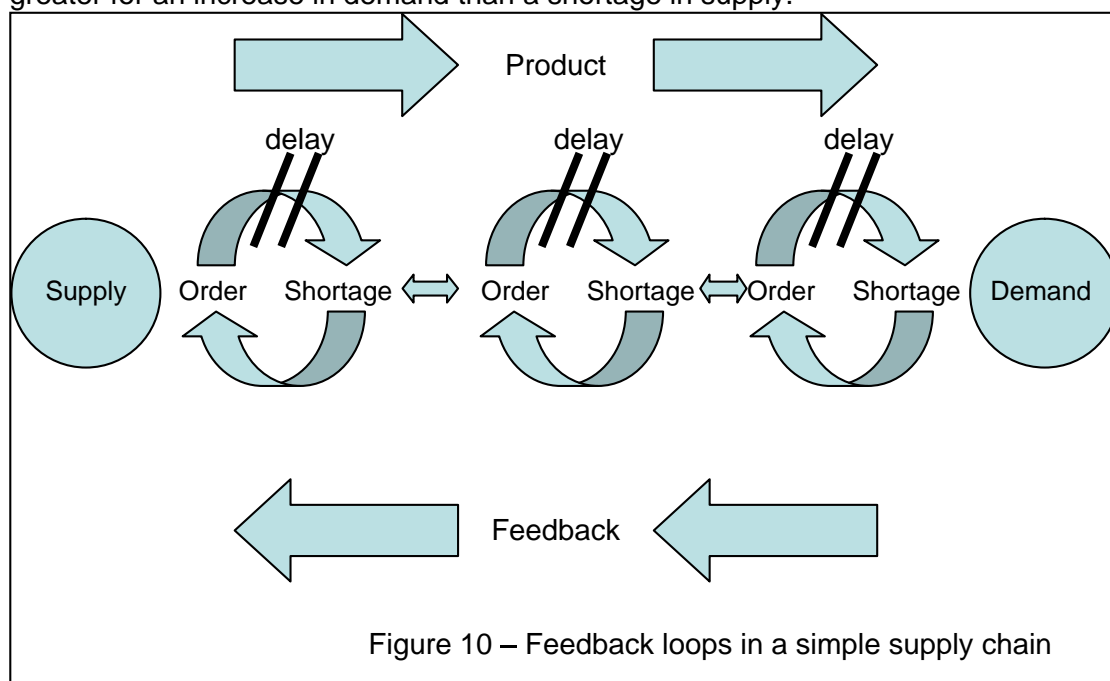 greater for an increase in demand than a shortage in supply.
Product
delay delay delay
Supply Order Shortage Order Shortage Order Shortage Demand
Feedback
Figure 10 – Feedback loops in a simple supply chain